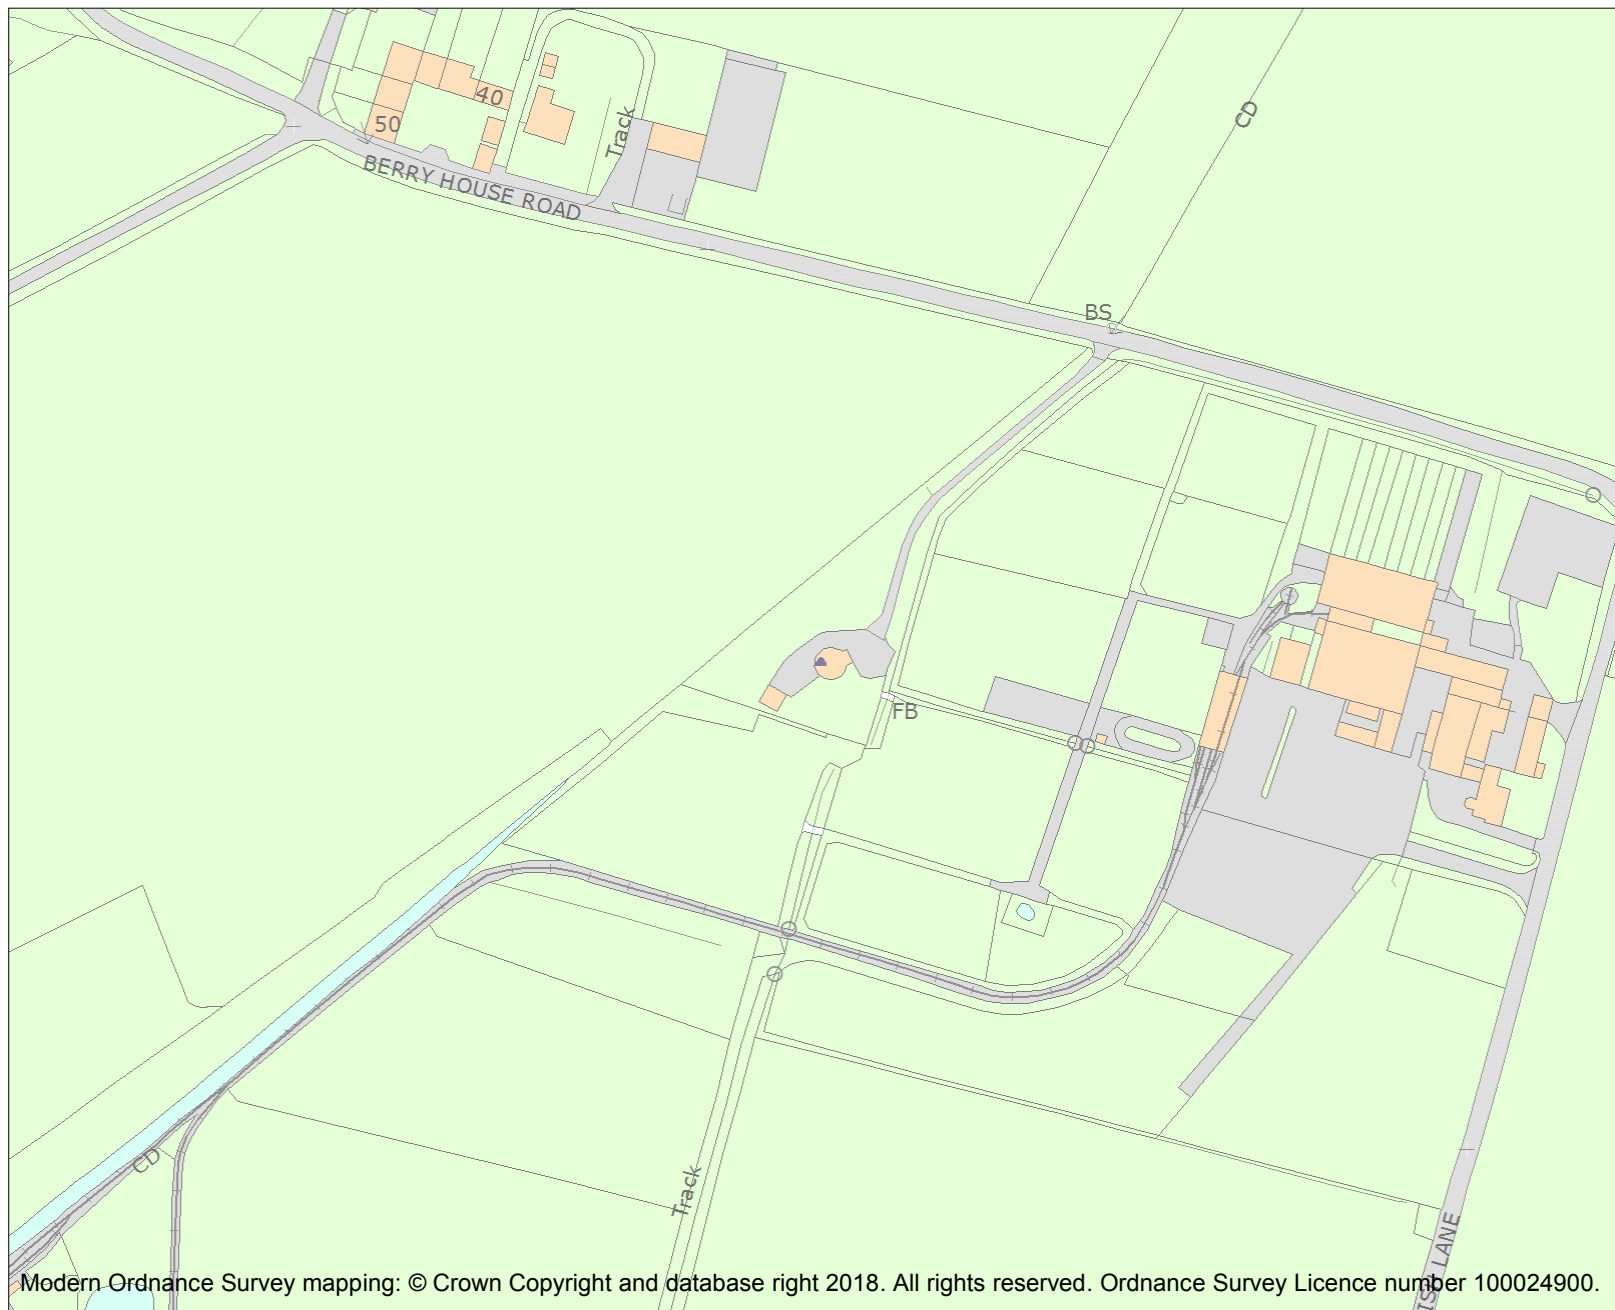 40
50
Track
BERRY HOUSE ROAD
CD
BS
FB
CD
Track
LANE
Modern Ordnance Survey mapping: © Crown Copyright and database right 2018. All rights reserved. Ordnance Survey Licence number 100024900.